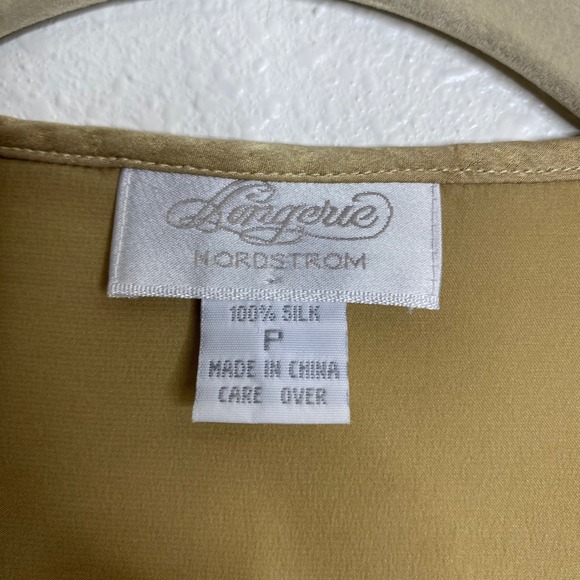 Lingerie
NORDSTROM
100% SILK
P
MADE IN CHINA
CARE OVER